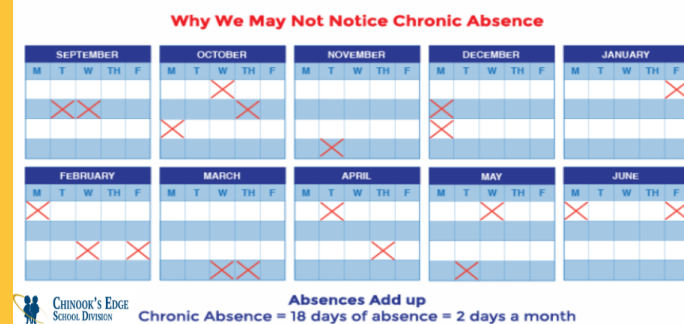 Why We May Not Notice Chronic Absence
SEPTEMBER OCTOBER NOVEMBER DECEMBER JANUARY
M T W TH F M T W TH F M T W TH F M T W TH F M T W TH F
FEBRUARY MARCH APRIL MAY JUNE
M T W TH F M T W TH F M T W TH F M T W TH F M T W TH F
Absences Add up
Chronic Absence = 18 days of absence = 2 days a month
CHINOOK'S EDGE
SCHOOL DIVISION